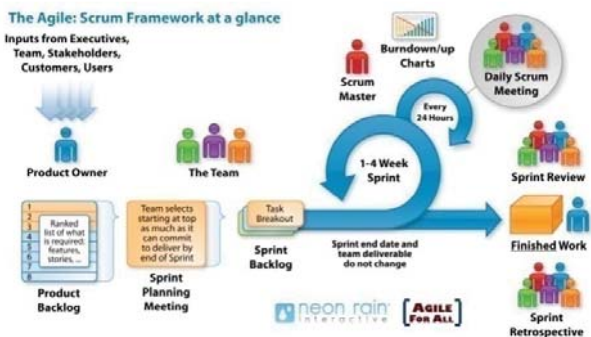 The Agile: Scrum Framework at a glance
Inputs from Executives,
Team, Stakeholders,
Customers, Users
Product Owner
The Team
Scrum
Master
Burndown/up
Charts
Daily Scrum
Meeting
Every
24 Hours
1-4 Week
Sprint
Sprint Review
1
2
3
4
5
6
7
8
Ranked
list of what
is required:
features,
stories, ...
Product
Backlog
Team selects
starting at top
as much as it
can commit
to deliver by
end of Sprint
Sprint
Planning
Meeting
Task
Breakout
Sprint
Backlog
Sprint end date and
team deliverable
do not change
Finished Work
Sprint
Retrospective
neon rain
interactive
AGILE
FOR ALL